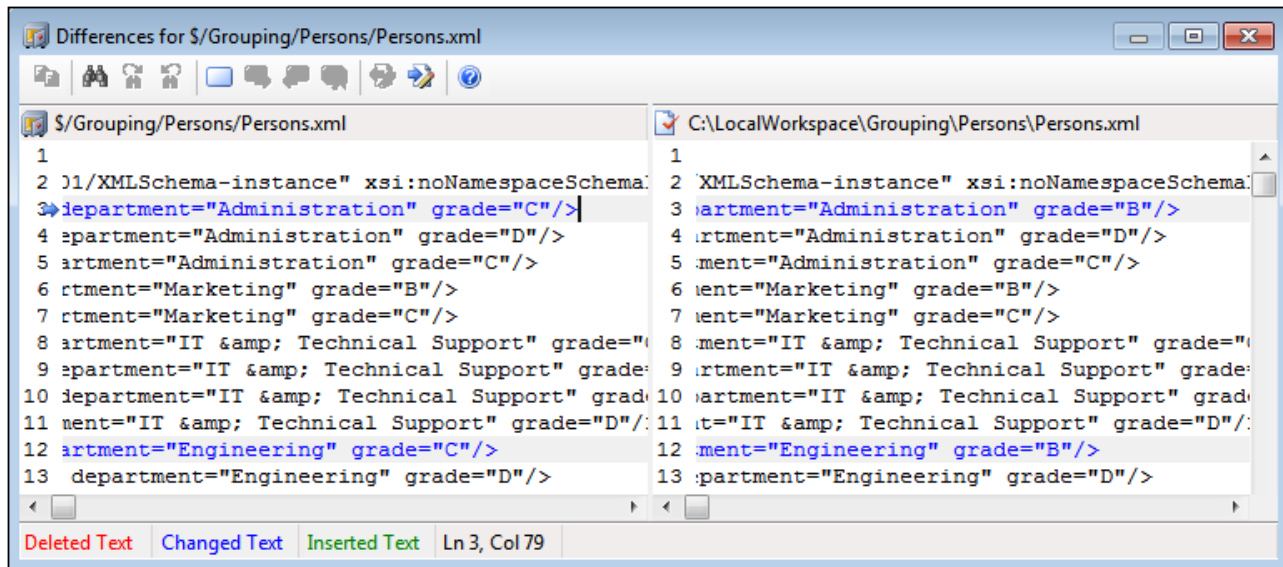 Differences for $/Grouping/Persons/Persons.xml
$/Grouping/Persons/Persons.xml
1
2 01/XMLSchema-instance" xsi:noNamespaceSchema
3 department="Administration" grade="C"/>
4 epartment="Administration" grade="D"/>
5 artment="Administration" grade="C"/>
6 rtment="Marketing" grade="B"/>
7 rtment="Marketing" grade="C"/>
8 artment="IT &amp; Technical Support" grade="
9 epartment="IT &amp; Technical Support" grade
10 department="IT &amp; Technical Support" grad
11 ment="IT &amp; Technical Support" grade="D"/
12 artment="Engineering" grade="C"/>
13 department="Engineering" grade="D"/>
C:\LocalWorkspace\Grouping\Persons\Persons.xml
1
2 XMLSchema-instance" xsi:noNamespaceSchema
3 artment="Administration" grade="B"/>
4 rtment="Administration" grade="D"/>
5 ment="Administration" grade="C"/>
6 ent="Marketing" grade="B"/>
7 ent="Marketing" grade="C"/>
8 ment="IT &amp; Technical Support" grade="
9 rtment="IT &amp; Technical Support" grade
10 artment="IT &amp; Technical Support" grad
11 t="IT &amp; Technical Support" grade="D"/
12 ment="Engineering" grade="B"/>
13 partment="Engineering" grade="D"/>
Deleted Text Changed Text Inserted Text Ln 3, Col 79